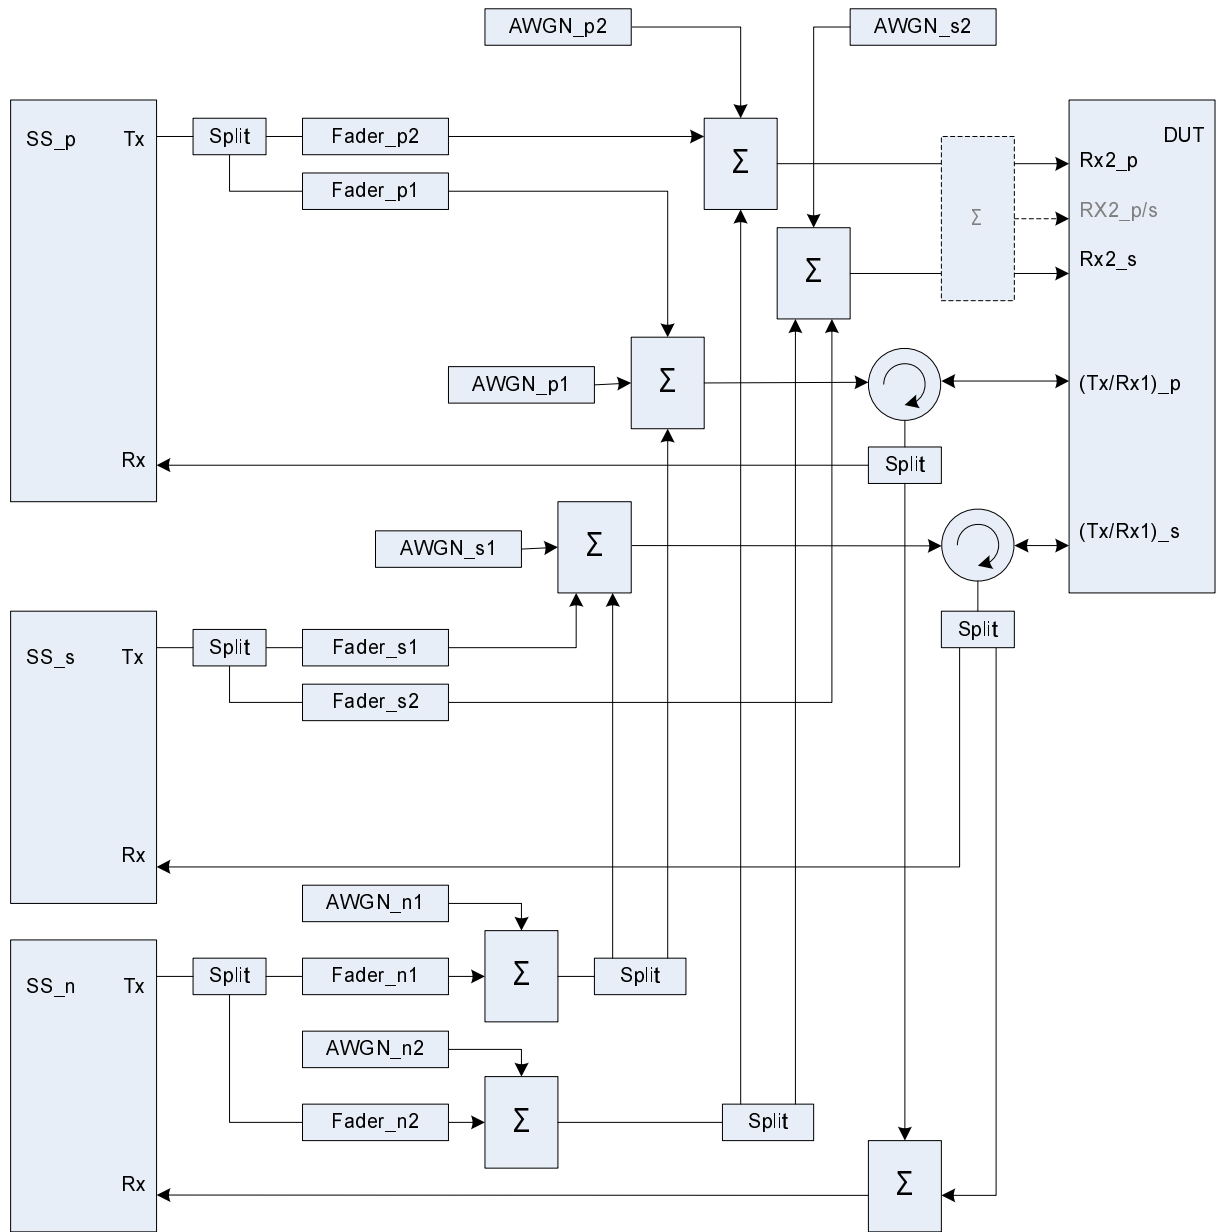 AWGN_p2
AWGN_s2
SS_p
Tx
Split
Fader_p2
Σ
DUT
Rx2_p
Fader_p1
Σ
RX2_p/s
Σ
Rx2_s
AWGN_p1
Σ
(Tx/Rx1)_p
Rx
Split
AWGN_s1
Σ
(Tx/Rx1)_s
SS_s
Tx
Split
Fader_s1
Split
Fader_s2
Rx
AWGN_n1
SS_n
Tx
Split
Fader_n1
Σ
Split
AWGN_n2
Fader_n2
Σ
Split
Rx
Σ